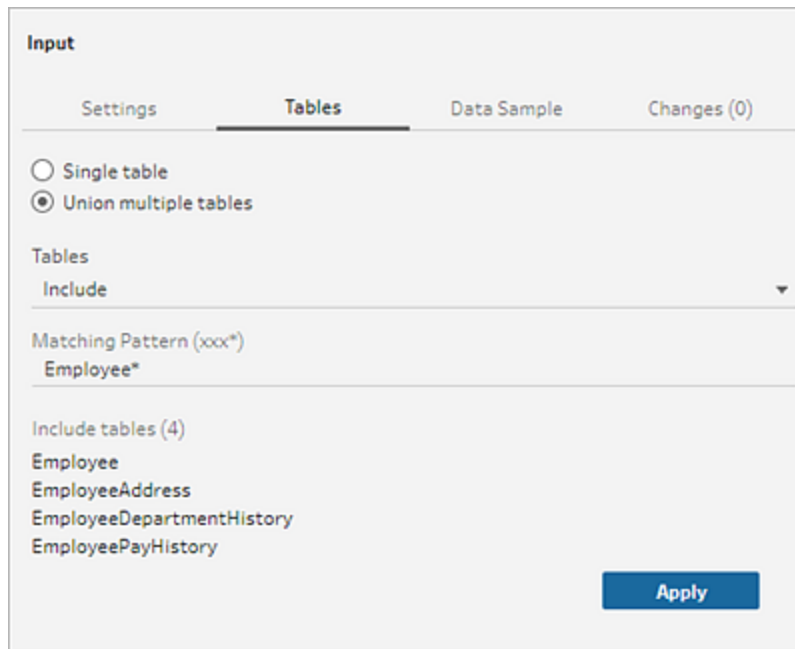 Input
Settings Tables Data Sample Changes (0)
Single table
Union multiple tables
Tables
Include
Matching Pattern (xxx*)
Employee*
Include tables (4)
Employee
EmployeeAddress
EmployeeDepartmentHistory
EmployeePayHistory
Apply